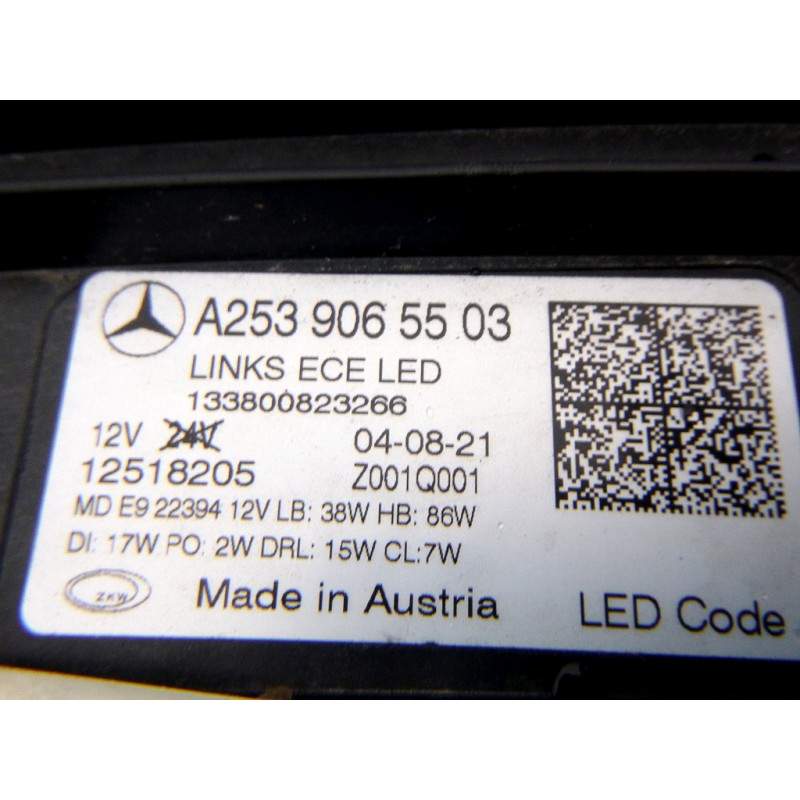 A253 906 55 03
LINKS ECE LED
133800823266
12V 24V 04-08-21
12518205 Z001Q001
MD E9 22394 12V LB: 38W HB: 86W
DI: 17W PO: 2W DRL: 15W CL:7W
ZKW Made in Austria LED Code